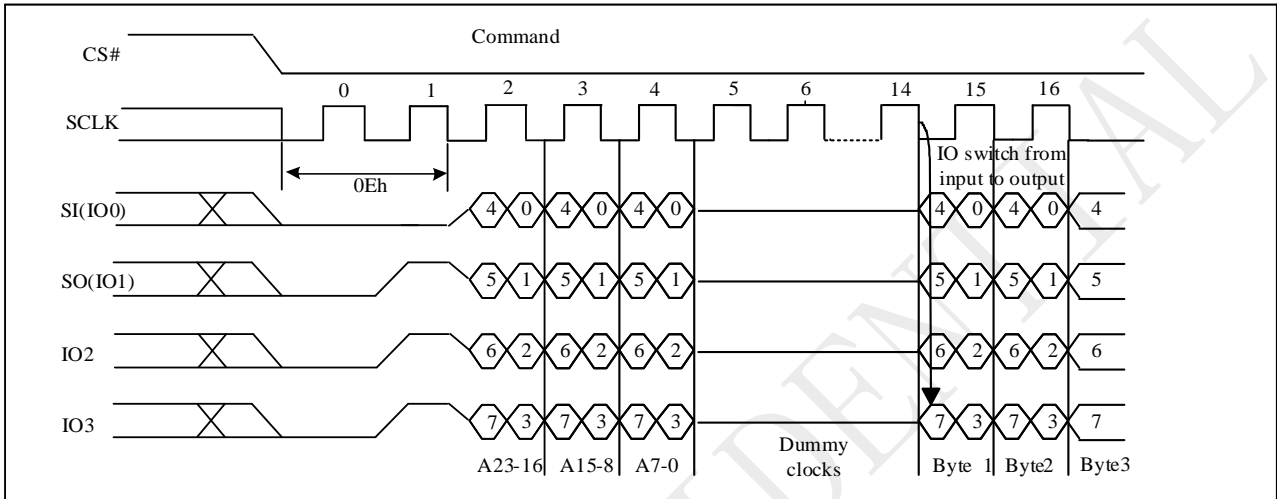 Command
CS#
0 1 2 3 4 5 6 14 15 16
SCLK
IO switch from
input to output
0Eh
SI(IO0) 4 0 4 0 4 0 4 0 4 0 4
SO(IO1) 5 1 5 1 5 1 5 1 5 1 5
IO2 6 2 6 2 6 2 6 2 6 2 6
IO3 7 3 7 3 7 3 7 3 7 3 7
Dummy
clocks
A23-16 A15-8 A7-0 Byte 1 Byte2 Byte3
DENTIAL